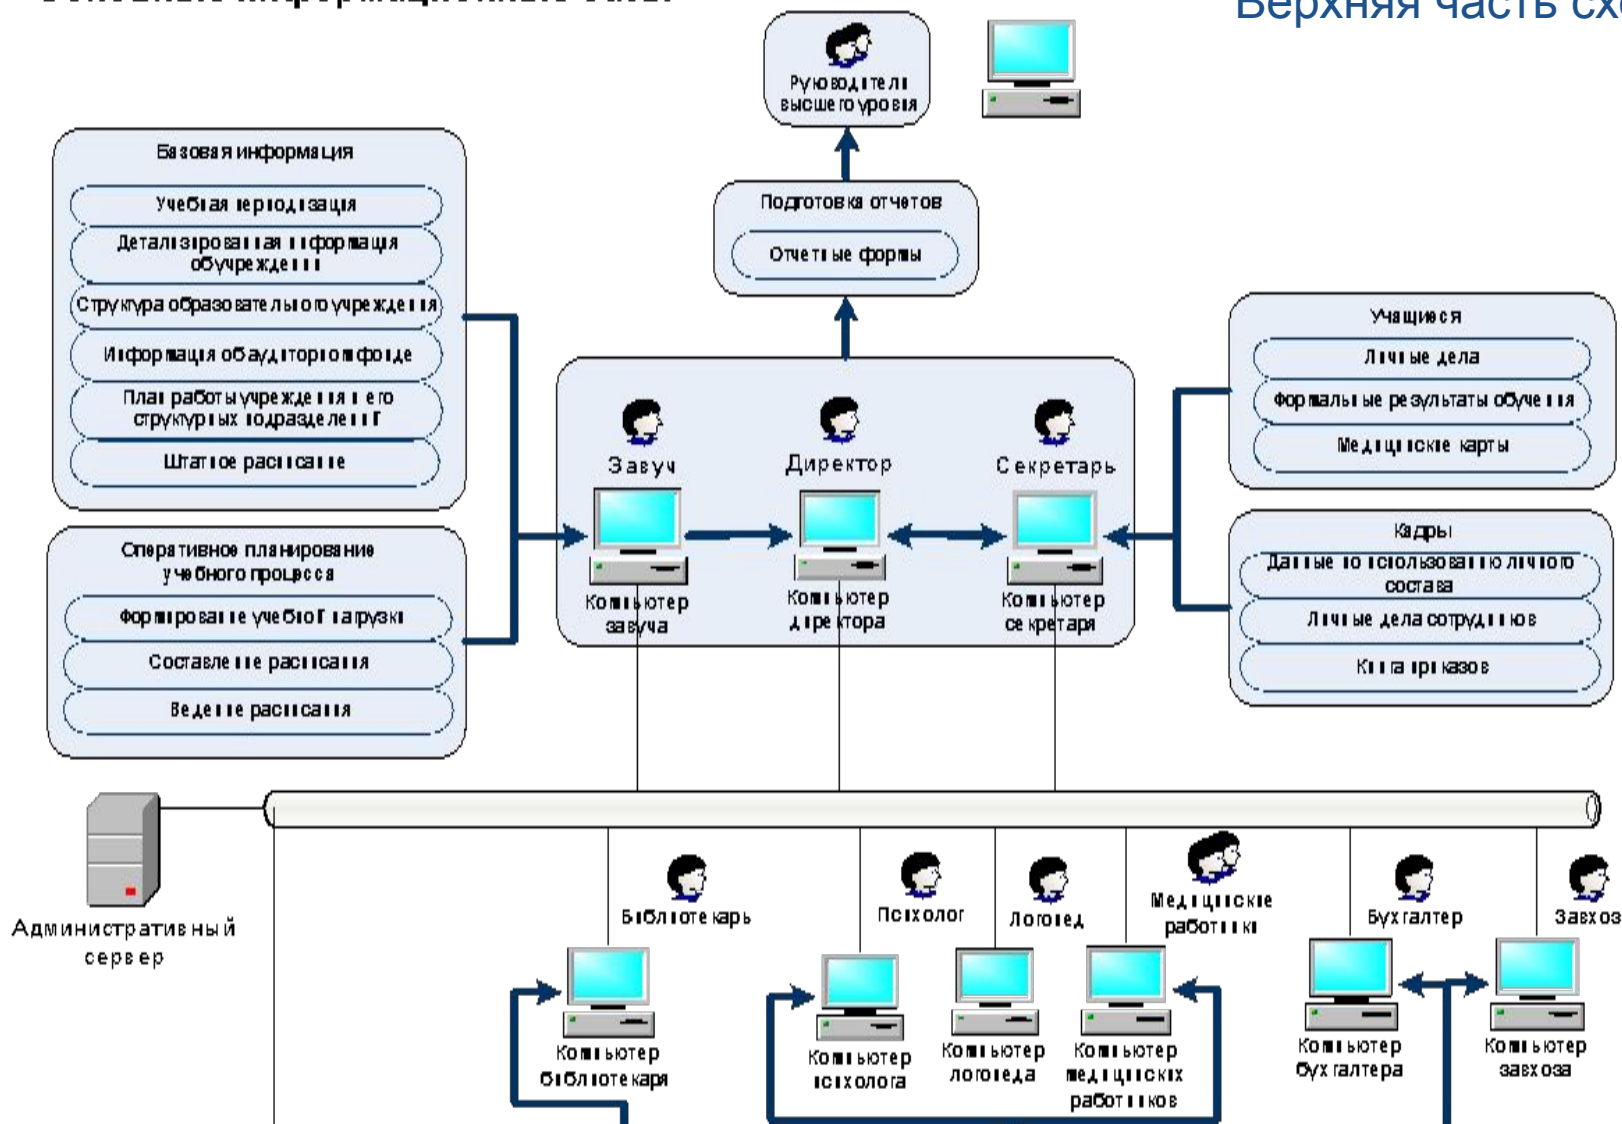 Верхняя часть схе
Руководители
высшего уровня
Базовая информация
Учебная периодизация
Детализированная информация
об учреждении
Структура образовательного учреждения
Информация об аудиторном фонде
План работы учреждения и его
структурных подразделений
Штатное расписание
Подготовка отчетов
Отчетные формы
Учащиеся
Личные дела
Формальные результаты обучения
Медицинские карты
Завуч
Директор
Секретарь
Компьютер
завуча
Компьютер
директора
Компьютер
секретаря
Оперативное планирование
учебного процесса
Формирование учебной нагрузки
Составление расписания
Ведение расписания
Кадры
Данные по использованию личного
состава
Личные дела сотрудников
Книга приказов
Административный
сервер
Библиотекарь
Психолог
Логопед
Медицинские
работники
Бухгалтер
Завхоз
Компьютер
библиотекаря
Компьютер
психолога
Компьютер
логопеда
Компьютер
медицинских
работников
Компьютер
бухгалтера
Компьютер
завхоза